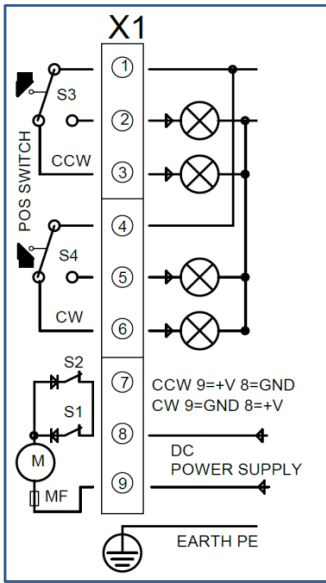 X1
1
S3
2
CCW
3
POS SWITCH
4
S4
5
CW
6
S2
7
CCW 9=+V 8=GND
CW 9=GND 8=+V
S1
8
DC
POWER SUPPLY
M
9
MF
EARTH PE